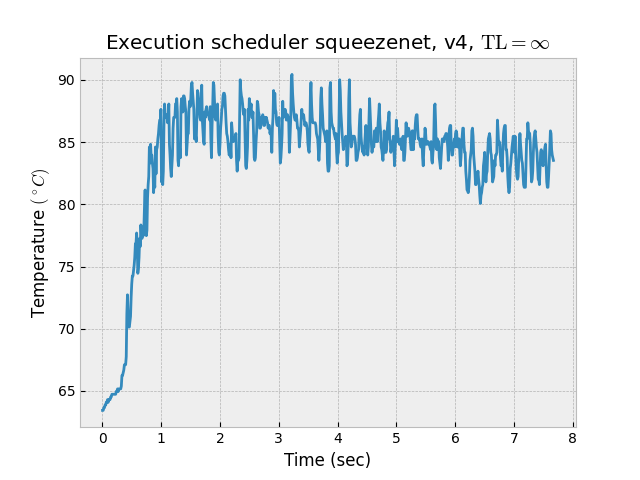 Execution scheduler squeezenet, v4, TL = ∞
90
85
80
75
70
65
Temperature (°C)
0 1 2 3 4 5 6 7 8
Time (sec)